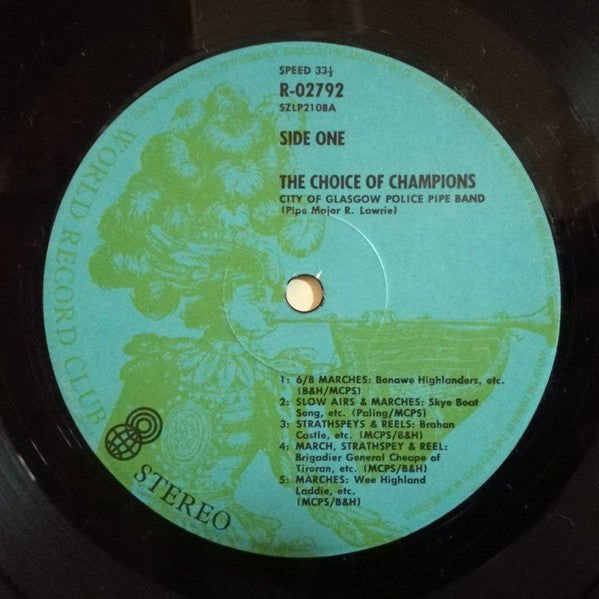 SPEED 33⅓
R-02792
SZLP2108A
SIDE ONE
THE CHOICE OF CHAMPIONS
CITY OF GLASGOW POLICE PIPE BAND
(Pipe Major R. Lawrie)
1: 6/8 MARCHES: Bonawe Highlanders, etc.
(B&H/MCPS)
2: SLOW AIRS & MARCHES: Skye Boat
Song, etc. (Paling/MCPS)
3: STRATHSPEYS & REELS: Brahan
Castle, etc. (MCPS/B&H)
4: MARCH, STRATHSPEY & REEL:
Brigadier General Cheape of
Tiroran, etc. (MCPS/B&H)
5: MARCHES: Wee Highland
Laddie, etc.
(MCPS/B&H)
WORLD RECORD CLUB
STEREO